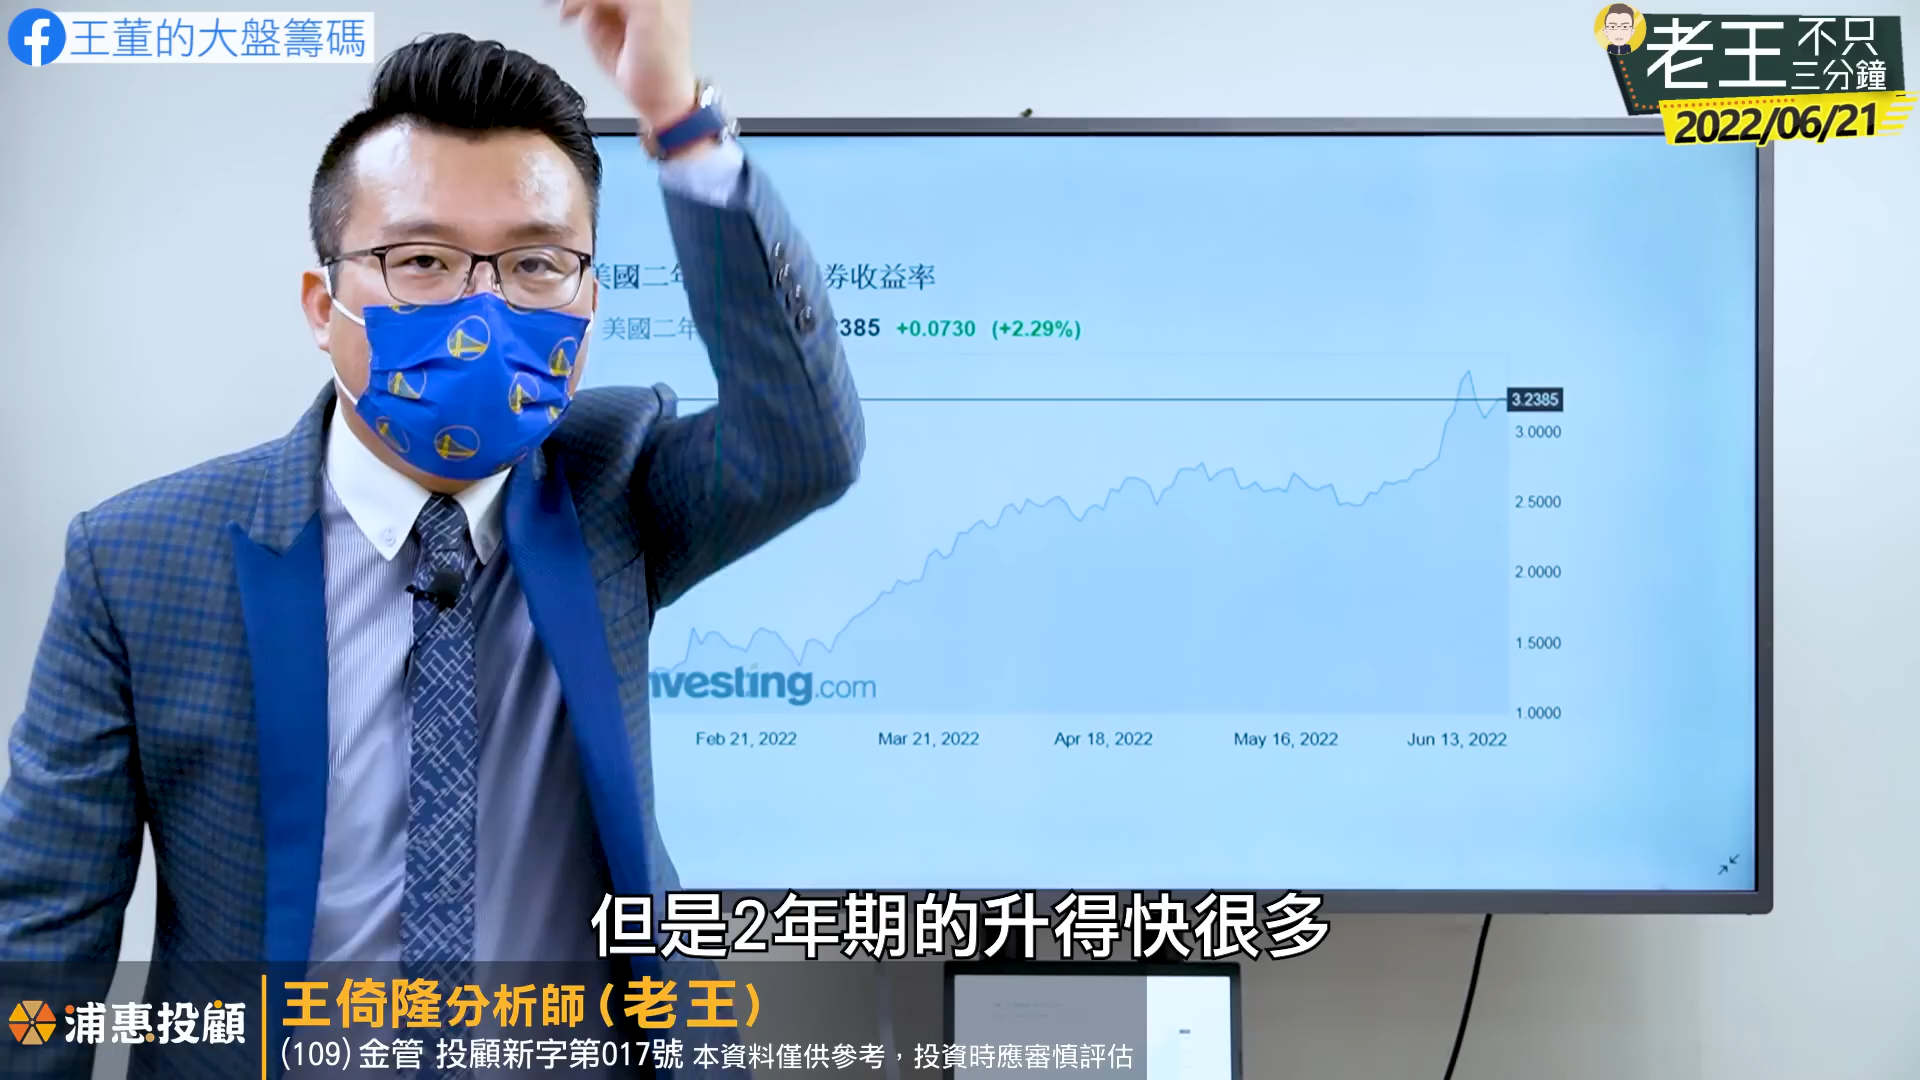 王董的大盤籌碼
老王不只三分鐘
2022/06/21
美國二年 券收益率
美國二年 385 +0.0730 (+2.29%)
3.2385
3.0000
2.5000
2.0000
1.5000
1.0000
nvesting.com
Feb 21, 2022 Mar 21, 2022 Apr 18, 2022 May 16, 2022 Jun 13, 2022
但是2年期的升得快很多
浦惠投顧
王倚隆分析師(老王)
(109)金管 投顧新字第017號 本資料僅供參考，投資時應審慎評估